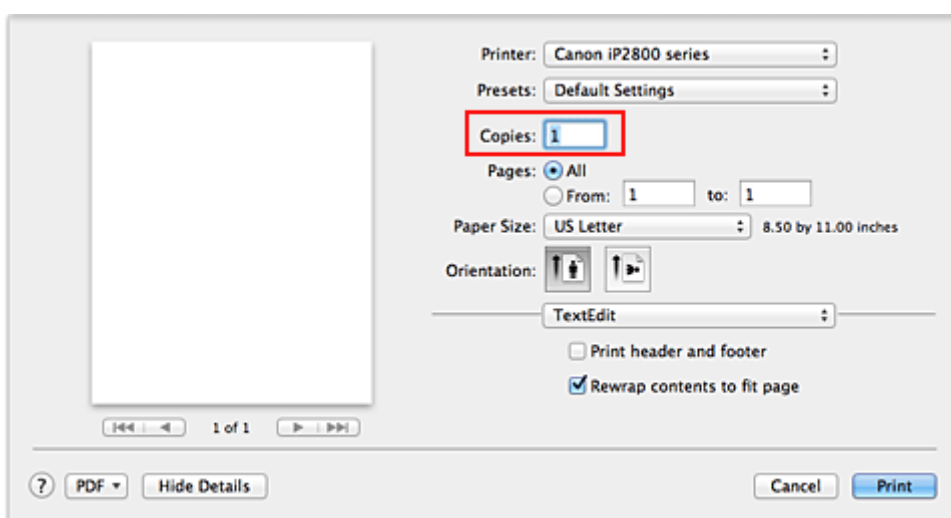 Printer: Canon iP2800 series
Presets: Default Settings
Copies: 1
Pages: All
From: 1 to: 1
Paper Size: US Letter 8.50 by 11.00 inches
Orientation:
TextEdit
Print header and footer
Rewrap contents to fit page
1 of 1
? PDF Hide Details Cancel Print